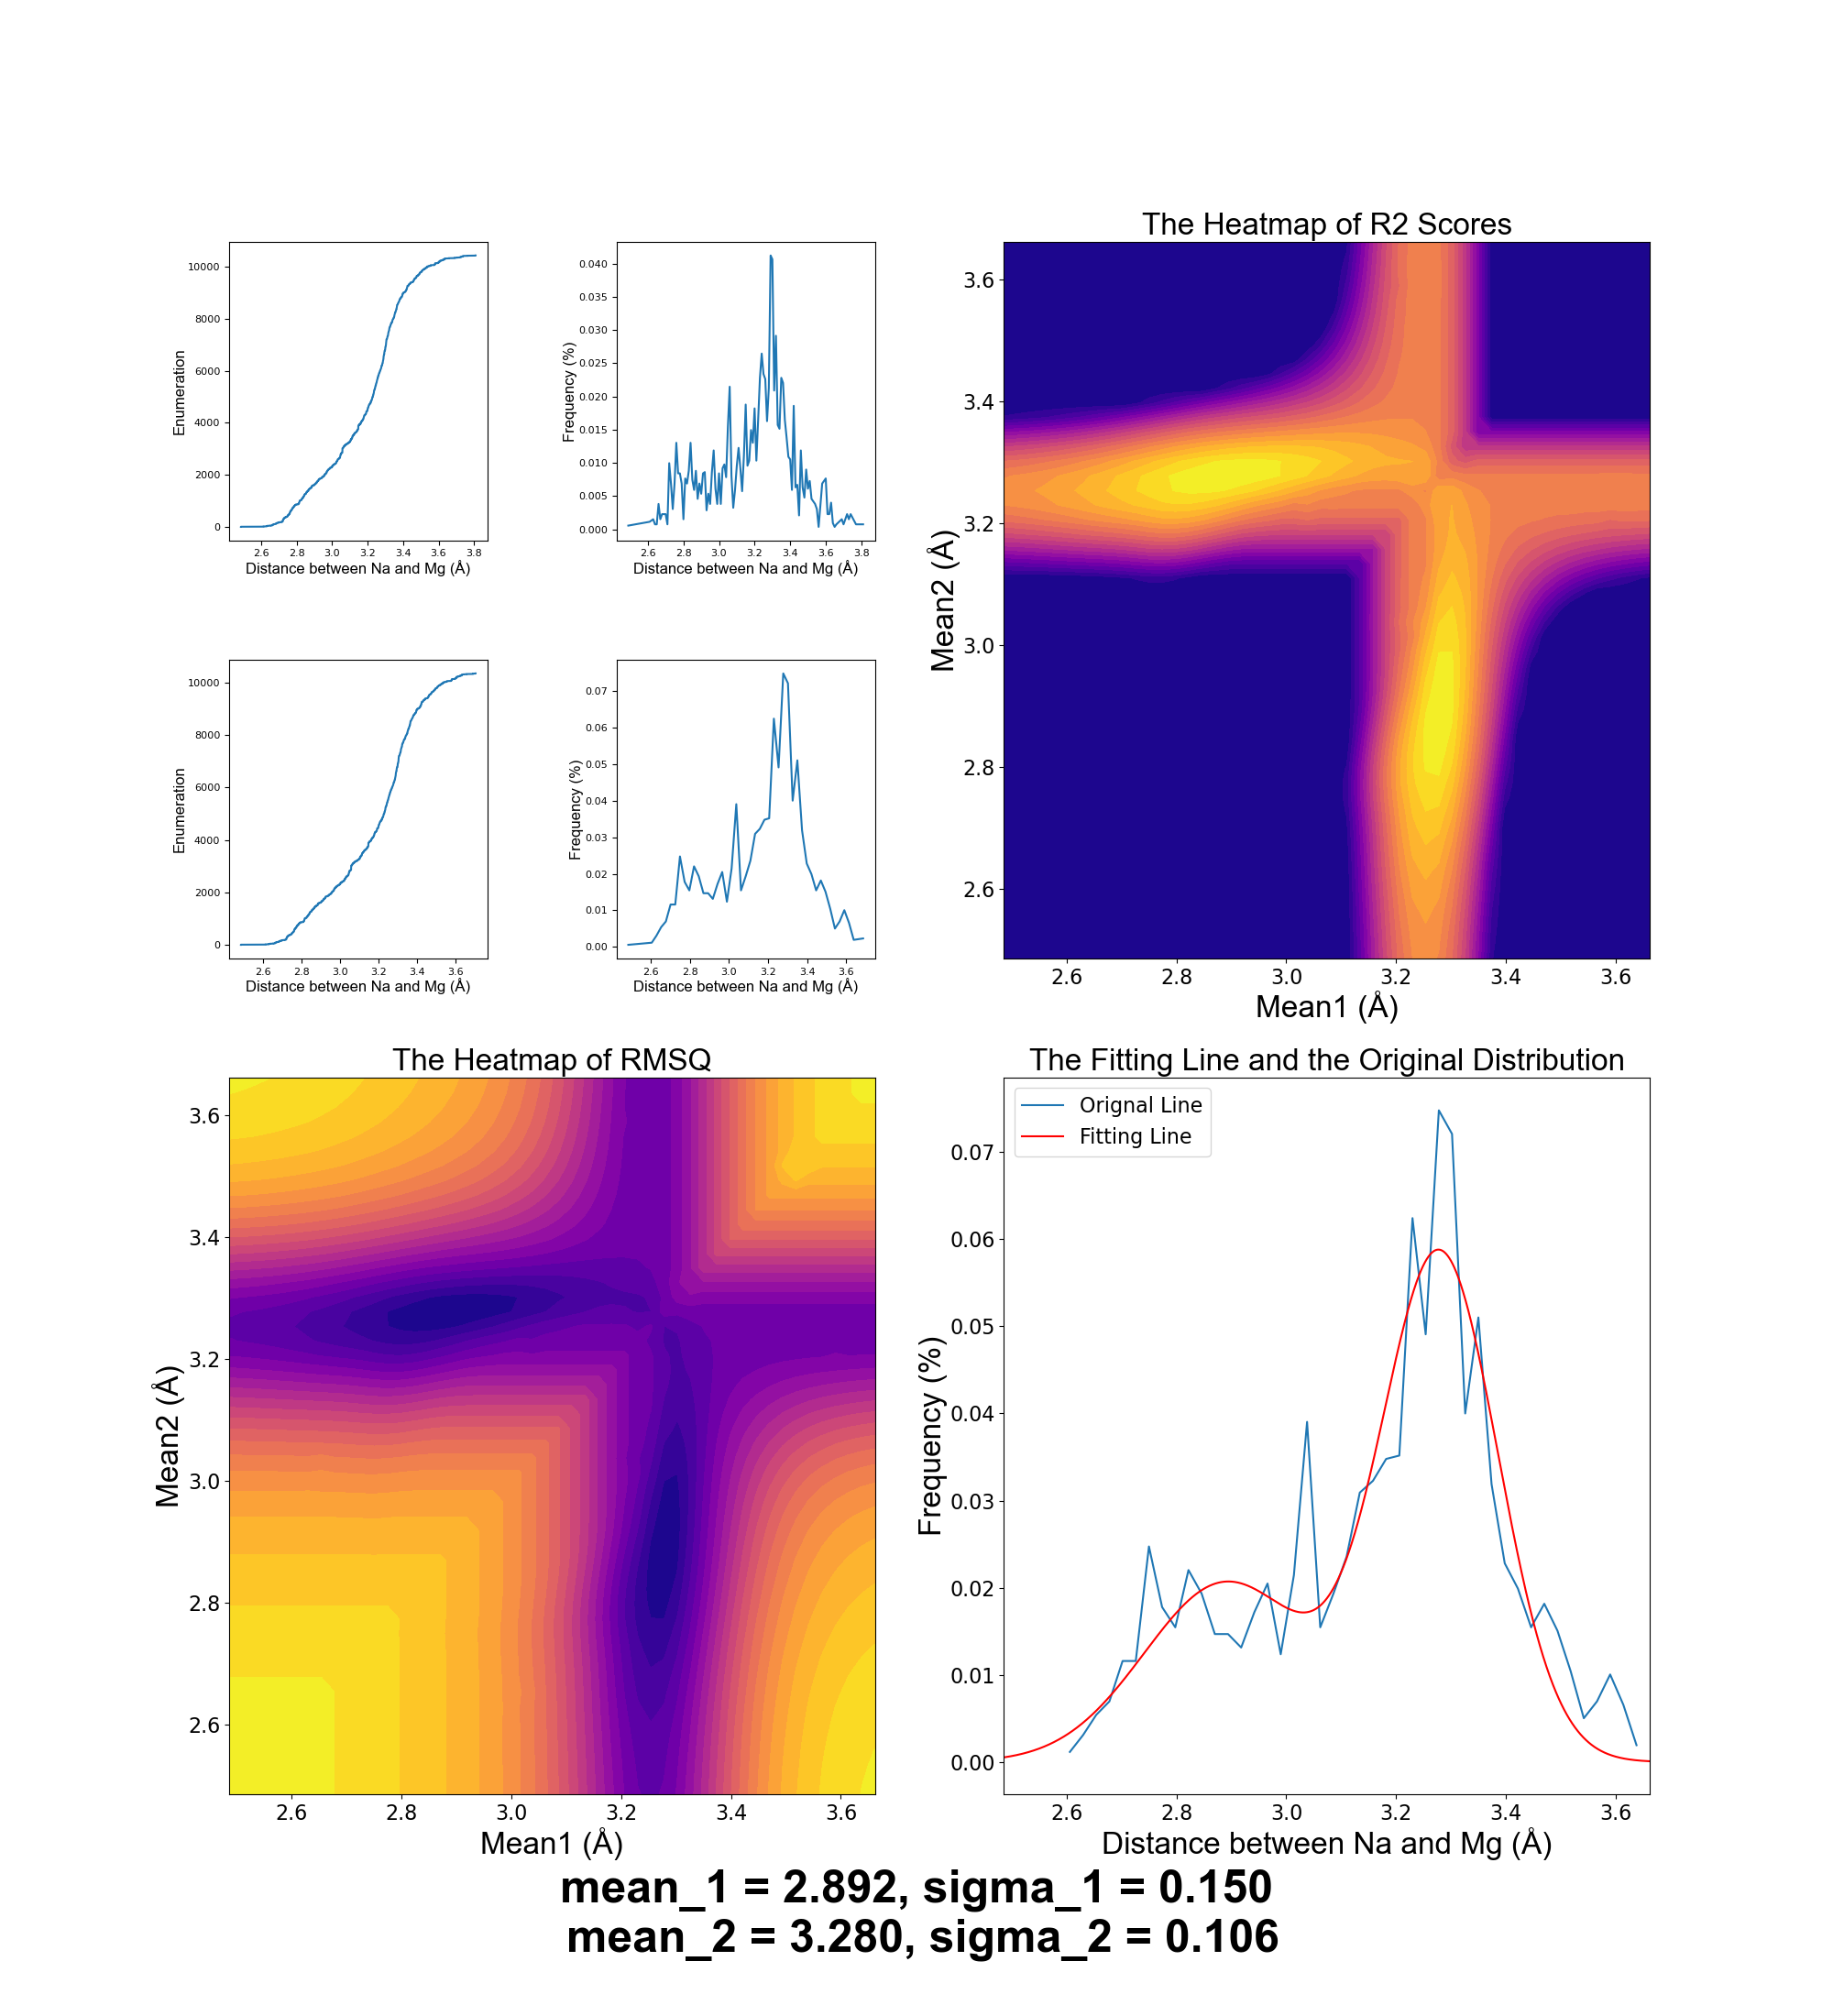 Enumeration
10000
8000
6000
4000
2000
0
2.6 2.8 3.0 3.2 3.4 3.6 3.8
Distance between Na and Mg (Å)
Frequency (%)
0.040
0.035
0.030
0.025
0.020
0.015
0.010
0.005
0.000
2.6 2.8 3.0 3.2 3.4 3.6 3.8
Distance between Na and Mg (Å)
The Heatmap of R2 Scores
Mean2 (Å)
3.6
3.4
3.2
3.0
2.8
2.6
2.6 2.8 3.0 3.2 3.4 3.6
Mean1 (Å)
Enumeration
10000
8000
6000
4000
2000
0
2.6 2.8 3.0 3.2 3.4 3.6
Distance between Na and Mg (Å)
Frequency (%)
0.07
0.06
0.05
0.04
0.03
0.02
0.01
0.00
2.6 2.8 3.0 3.2 3.4 3.6
Distance between Na and Mg (Å)
The Heatmap of RMSQ
Mean2 (Å)
3.6
3.4
3.2
3.0
2.8
2.6
2.6 2.8 3.0 3.2 3.4 3.6
Mean1 (Å)
The Fitting Line and the Original Distribution
Orignal Line
Fitting Line
Frequency (%)
0.07
0.06
0.05
0.04
0.03
0.02
0.01
0.00
2.6 2.8 3.0 3.2 3.4 3.6
Distance between Na and Mg (Å)
mean_1 = 2.892, sigma_1 = 0.150
mean_2 = 3.280, sigma_2 = 0.106